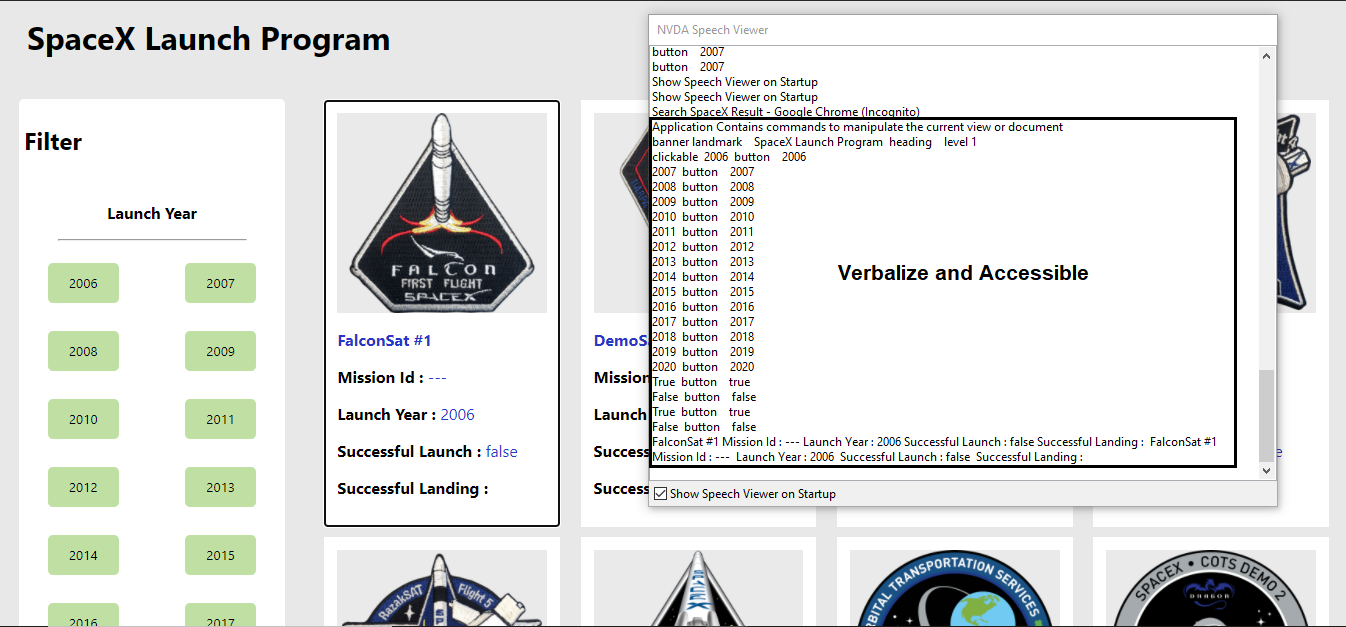 SpaceX Launch Program
Filter
Launch Year
2006 2007
2008 2009
2010 2011
2012 2013
2014 2015
2016 2017
FALCON
FIRST FLIGHT
SPACEX
FalconSat #1
Mission Id : ---
Launch Year : 2006
Successful Launch : false
Successful Landing :
DemoS
Mission
Launch
Success
Success
NVDA Speech Viewer
button 2007
button 2007
Show Speech Viewer on Startup
Show Speech Viewer on Startup
Search SpaceX Result - Google Chrome (Incognito)
Application Contains commands to manipulate the current view or document
banner landmark SpaceX Launch Program heading level 1
clickable 2006 button 2006
2007 button 2007
2008 button 2008
2009 button 2009
2010 button 2010
2011 button 2011
2012 button 2012
2013 button 2013
2014 button 2014
2015 button 2015
2016 button 2016
2017 button 2017
2018 button 2018
2019 button 2019
2020 button 2020
True button true
False button false
True button true
False button false
FalconSat #1 Mission Id : --- Launch Year : 2006 Successful Launch : false Successful Landing : FalconSat #1
Mission Id : --- Launch Year : 2006 Successful Launch : false Successful Landing :
Verbalize and Accessible
Show Speech Viewer on Startup
e
RazakSAT Flight 5
SPACEX
ORBITAL TRANSPORTATION SERVICES
SPACEX • COTS DEMO 2
DRAGON